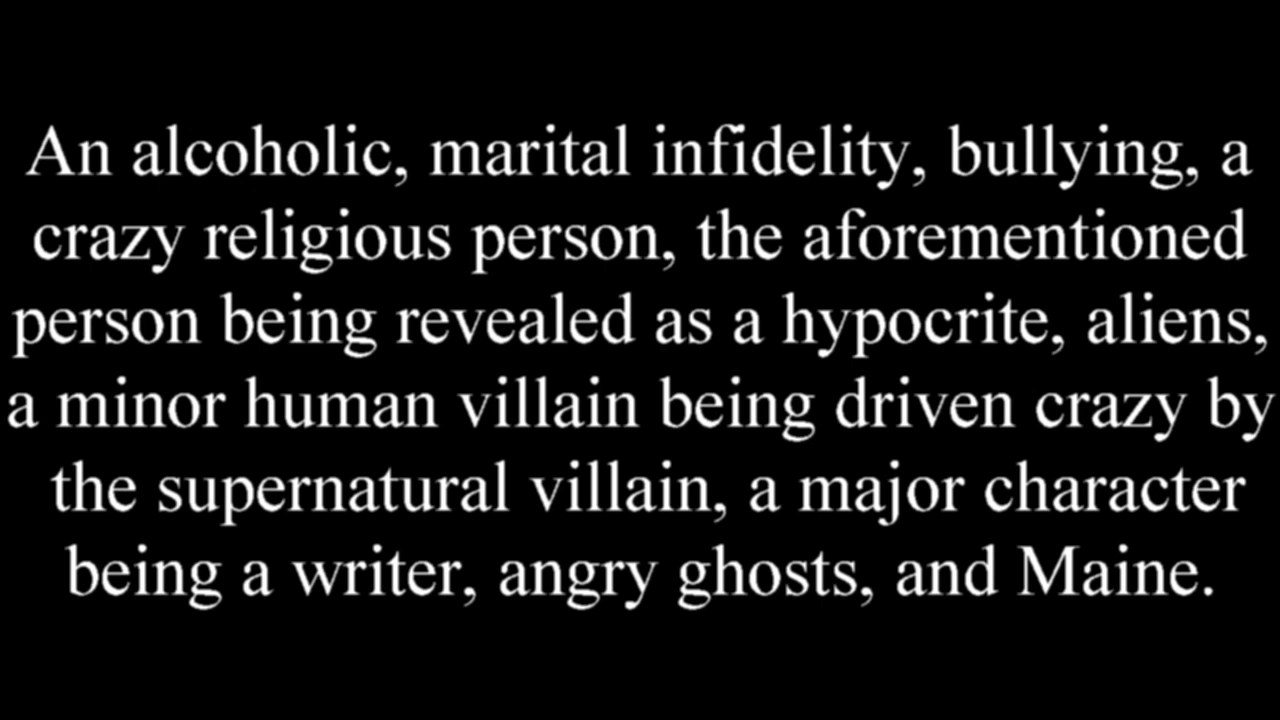 An alcoholic, marital infidelity, bullying, a
crazy religious person, the aforementioned
person being revealed as a hypocrite, aliens,
a minor human villain being driven crazy by
the supernatural villain, a major character
being a writer, angry ghosts, and Maine.